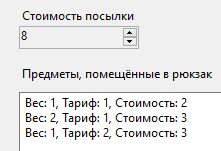 Стоимость посылки
8
Предметы, помещённые в рюкзак
Вес: 1, Тариф: 1, Стоимость: 2
Вес: 2, Тариф: 1, Стоимость: 3
Вес: 1, Тариф: 2, Стоимость: 3